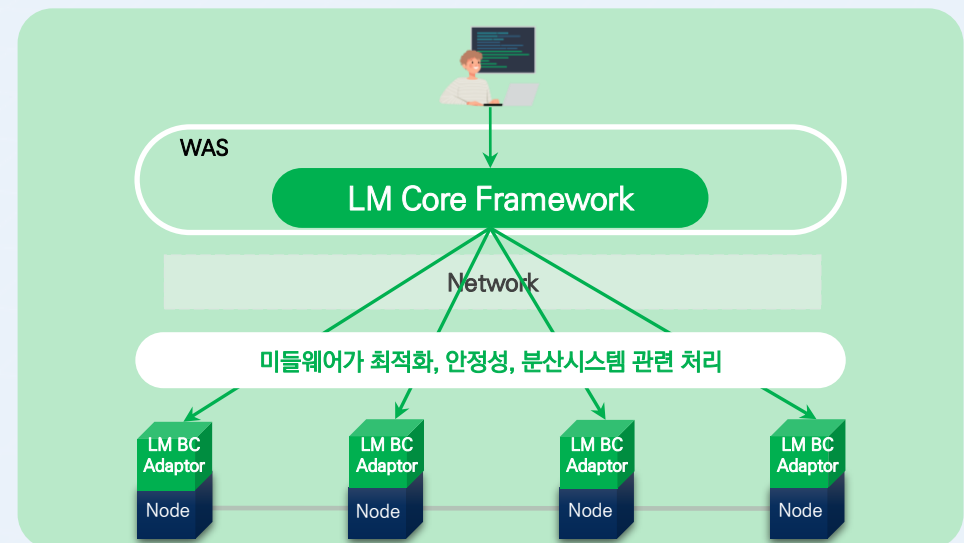 WAS
LM Core Framework
Network
미들웨어가 최적화, 안정성, 분산시스템 관련 처리
LM BC
Adaptor
Node
LM BC
Adaptor
Node
LM BC
Adaptor
Node
LM BC
Adaptor
Node